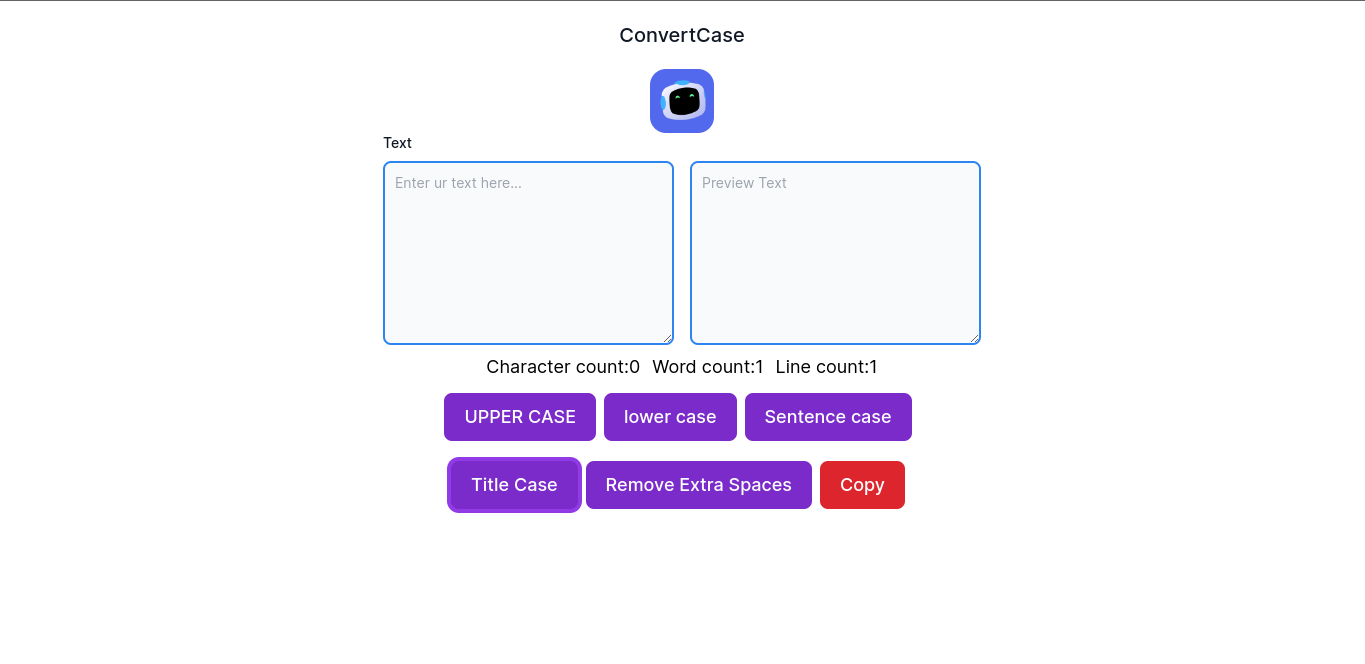 ConvertCase
Text
Enter ur text here...
Preview Text
Character count:0 Word count:1 Line count:1
UPPER CASE lower case Sentence case
Title Case Remove Extra Spaces Copy